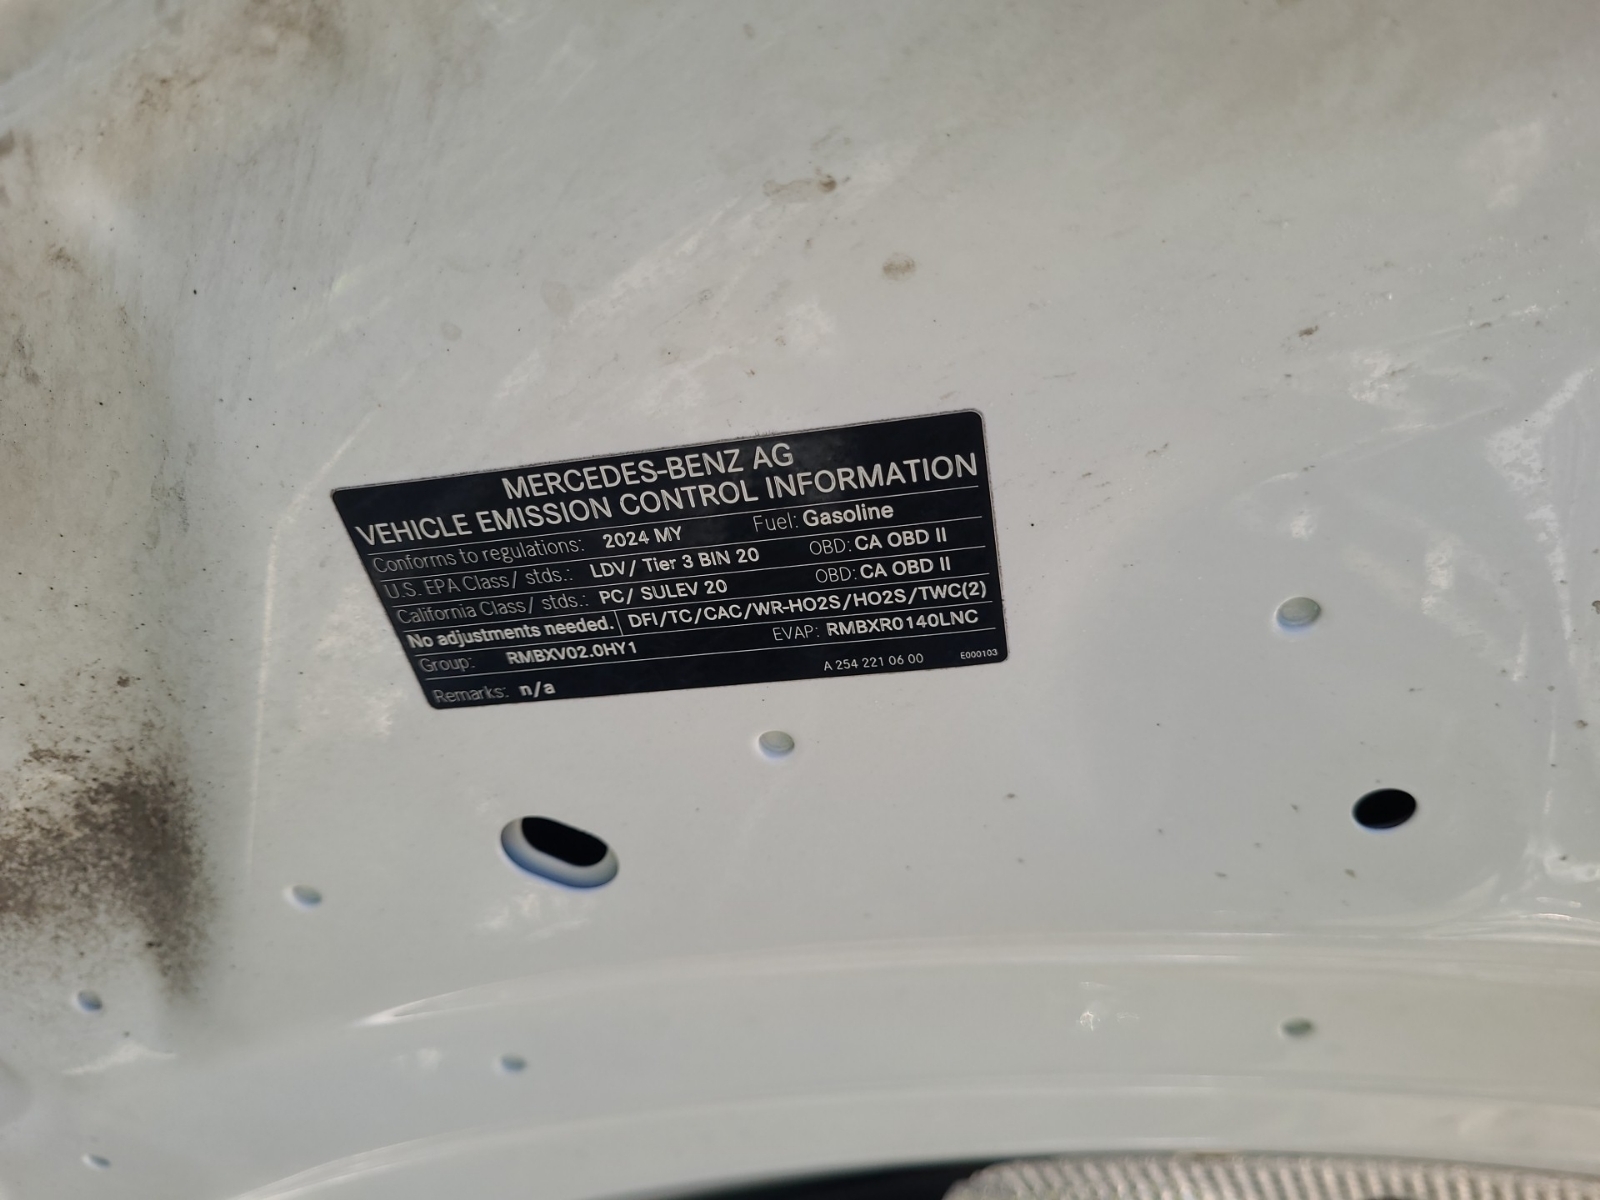 MERCEDES-BENZ AG
VEHICLE EMISSION CONTROL INFORMATION
Conforms to regulations: 2024 MY Fuel: Gasoline
U.S. EPA Class/ stds.: LDV/ Tier 3 BIN 20 OBD: CA OBD II
California Class/ stds.: PC/ SULEV 20 OBD: CA OBD II
No adjustments needed. DFI/TC/CAC/WR-HO2S/HO2S/TWC(2)
Group: RMBXV02.0HY1 EVAP: RMBXR0140LNC
Remarks: n/a A 254 221 06 00 E000103